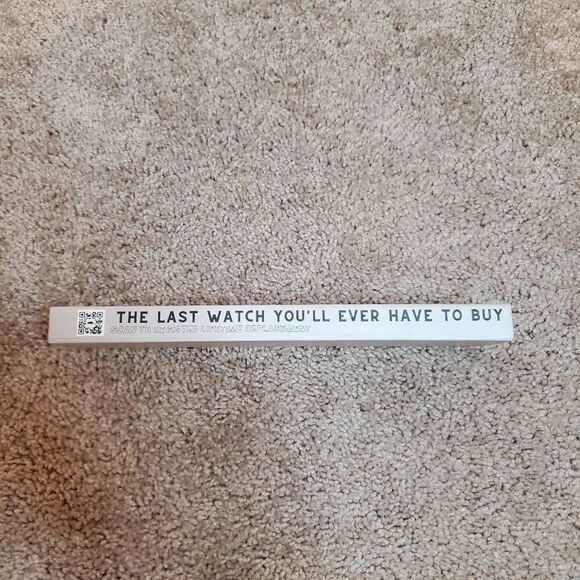 THE LAST WATCH YOU'LL EVER HAVE TO BUY
SCAN TO REGISTER LIFETIME REPLACEMENT